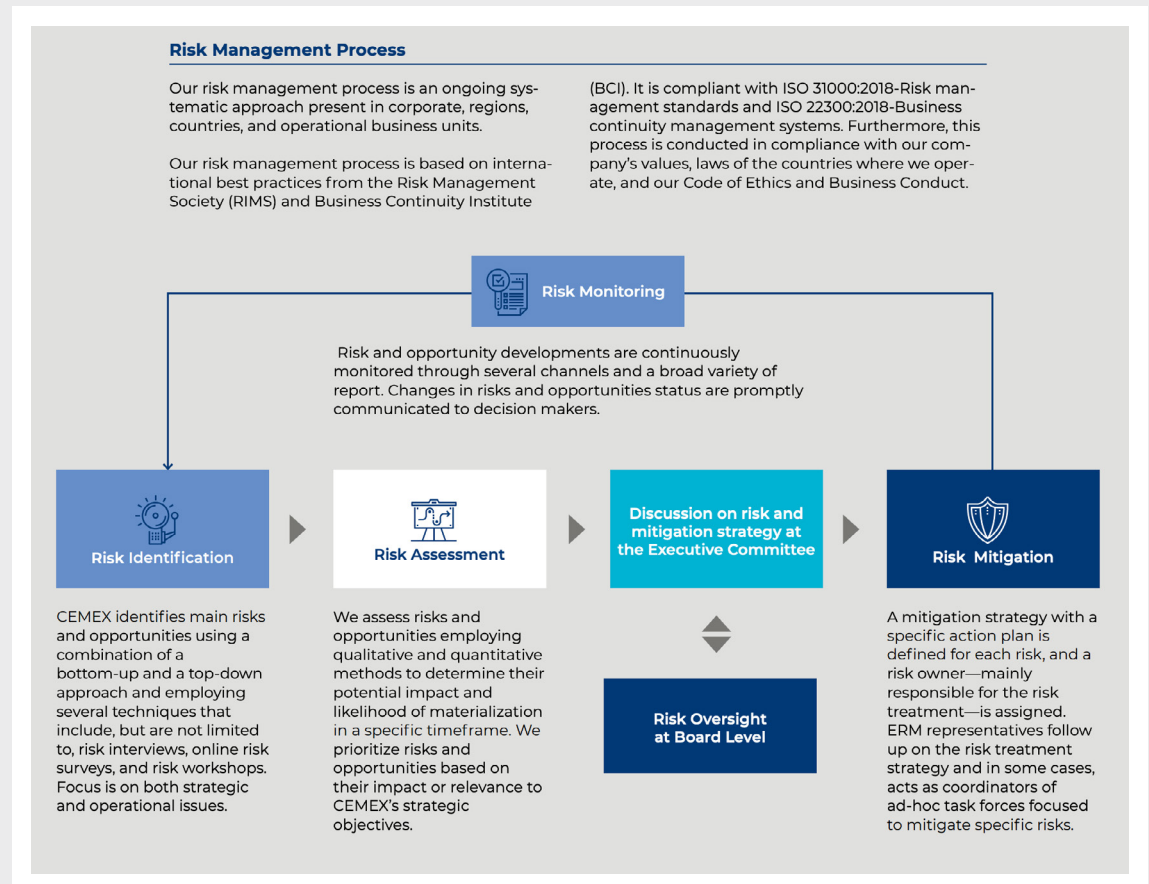 Risk Management Process
Our risk management process is an ongoing sys-
tematic approach present in corporate, regions,
countries, and operational business units.
Our risk management process is based on interna-
tional best practices from the Risk Management
Society (RIMS) and Business Continuity Institute
(BCI). It is compliant with ISO 31000:2018-Risk man-
agement standards and ISO 22300:2018-Business
continuity management systems. Furthermore, this
process is conducted in compliance with our com-
pany's values, laws of the countries where we oper-
ate, and our Code of Ethics and Business Conduct.
Risk Monitoring
Risk and opportunity developments are continuously
monitored through several channels and a broad variety of
report. Changes in risks and opportunities status are promptly
communicated to decision makers.
Risk Identification
CEMEX identifies main risks
and opportunities using a
combination of a
bottom-up and a top-down
approach and employing
several techniques that
include, but are not limited
to, risk interviews, online risk
surveys, and risk workshops.
Focus is on both strategic
and operational issues.
Risk Assessment
We assess risks and
opportunities employing
qualitative and quantitative
methods to determine their
potential impact and
likelihood of materialization
in a specific timeframe. We
prioritize risks and
opportunities based on
their impact or relevance to
CEMEX's strategic
objectives.
Discussion on risk and
mitigation strategy at
the Executive Committee
Risk Oversight
at Board Level
Risk Mitigation
A mitigation strategy with a
specific action plan is
defined for each risk, and a
risk owner—mainly
responsible for the risk
treatment—is assigned.
ERM representatives follow
up on the risk treatment
strategy and in some cases,
acts as coordinators of
ad-hoc task forces focused
to mitigate specific risks.